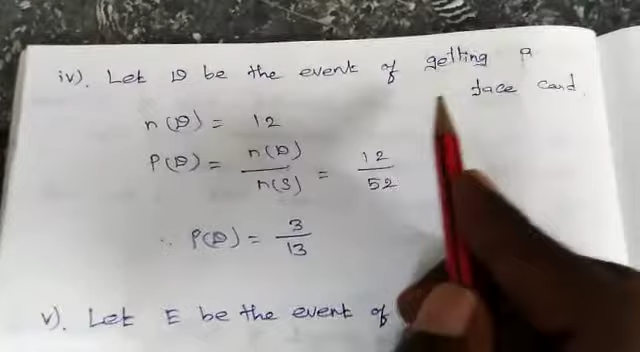 iv). Let D be the event of getting a
face card.
n(D) = 12
P(D) = n(D)/n(S) = 12/52
∴ P(D) = 3/13
v). Let E be the event of